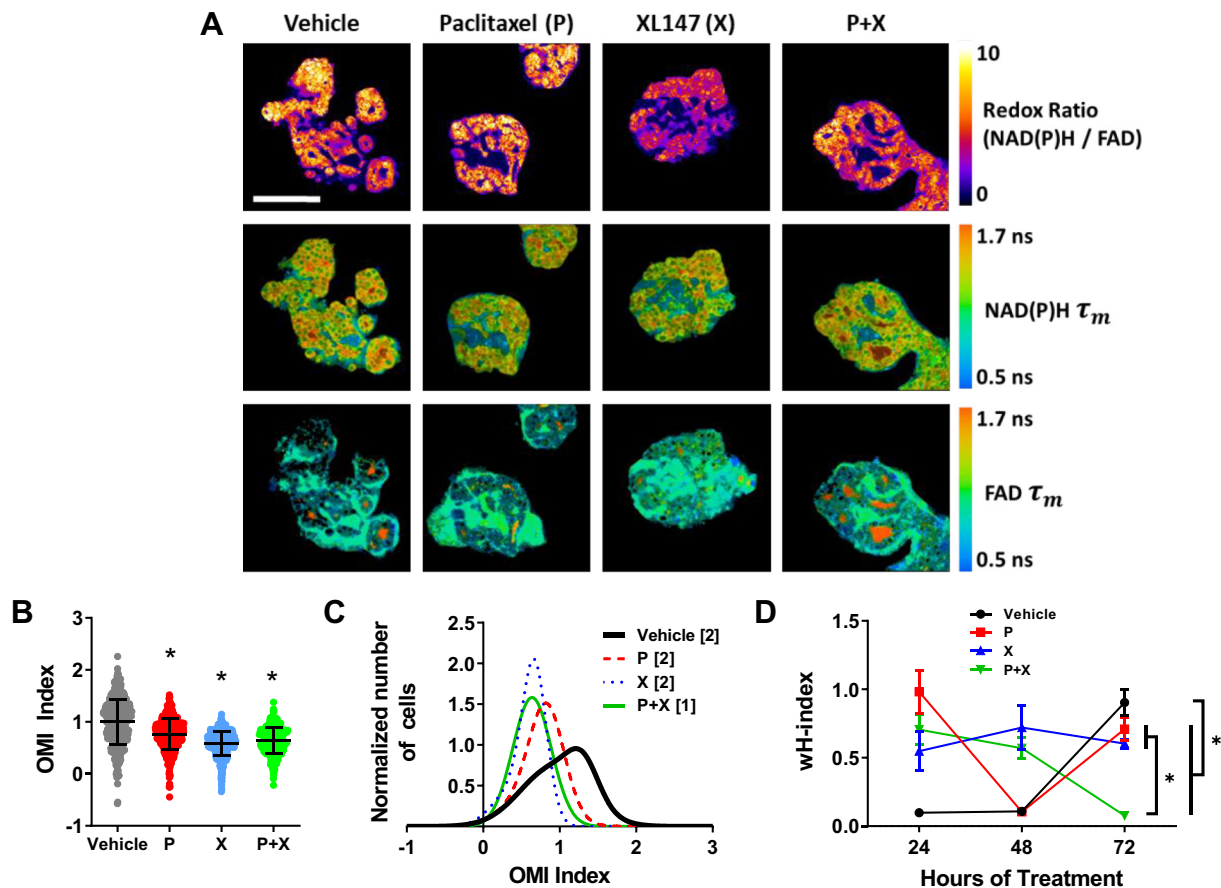 A
Vehicle
Paclitaxel (P)
XL147 (X)
P+X
10
Redox Ratio
(NAD(P)H / FAD)
0
1.7 ns
NAD(P)H τm
0.5 ns
1.7 ns
FAD τm
0.5 ns
B
OMI Index
3
2
1
0
-1
*
*
*
Vehicle
P
X
P+X
C
Normalized number
of cells
2.5
2.0
1.5
1.0
0.5
Vehicle [2]
P [2]
X [2]
P+X [1]
-1
0
1
2
3
OMI Index
D
Vehicle
P
X
P+X
wH-index
1.5
1.0
0.5
0.0
*
*
24
48
72
Hours of Treatment